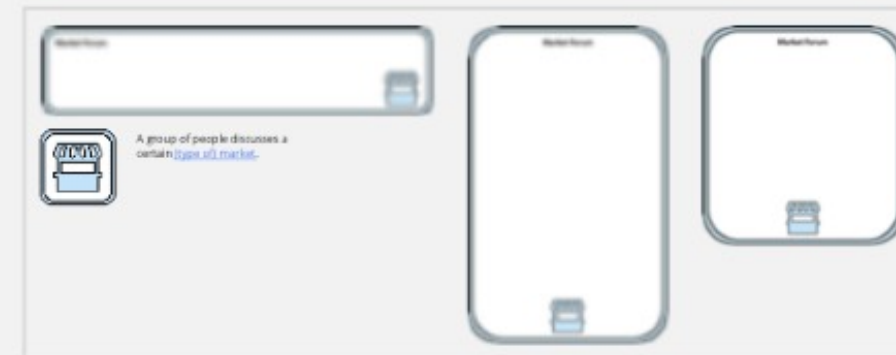 Market Forum
A group of people discusses a
certain (type of) market.
Market Forum
Market Forum